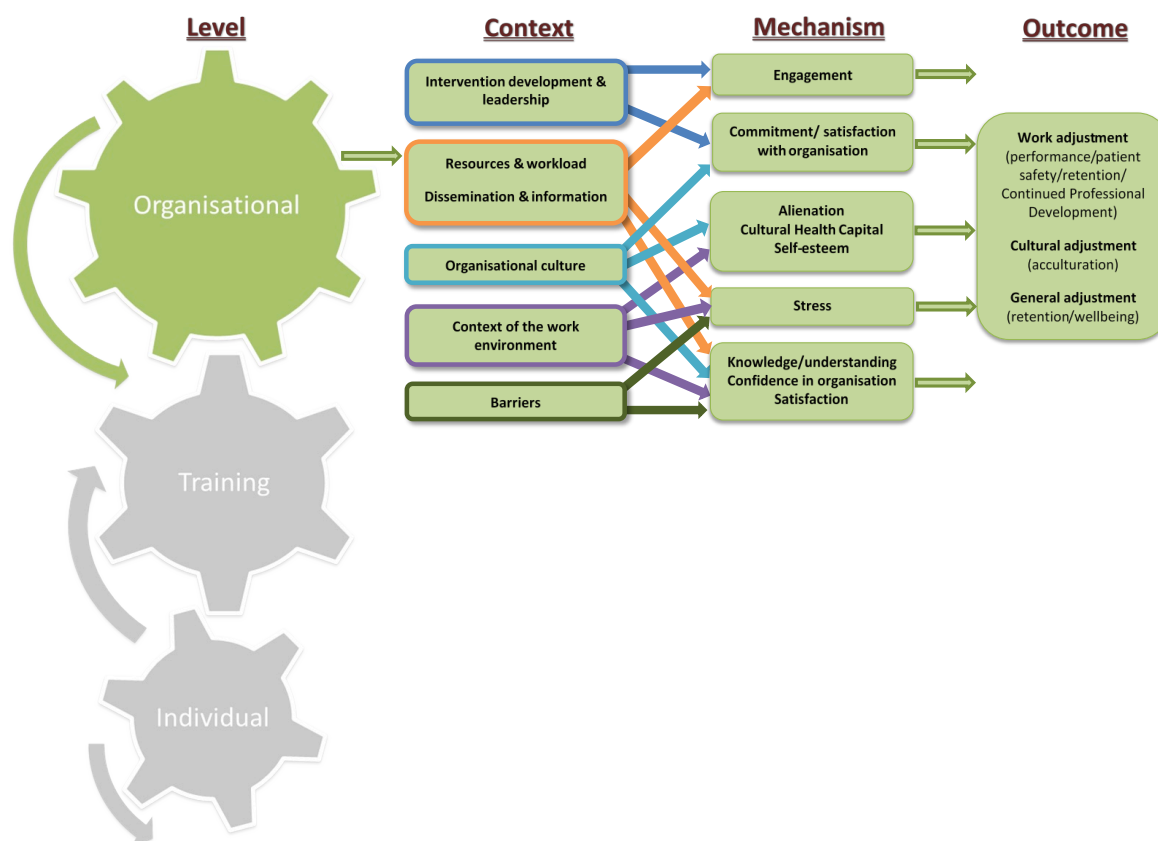 Level
Context
Mechanism
Outcome
Organisational
Training
Individual
Intervention development &
leadership
Resources & workload
Dissemination & information
Organisational culture
Context of the work
environment
Barriers
Engagement
Commitment/ satisfaction
with organisation
Alienation
Cultural Health Capital
Self-esteem
Stress
Knowledge/understanding
Confidence in organisation
Satisfaction
Work adjustment
(performance/patient
safety/retention/
Continued Professional
Development)
Cultural adjustment
(acculturation)
General adjustment
(retention/wellbeing)